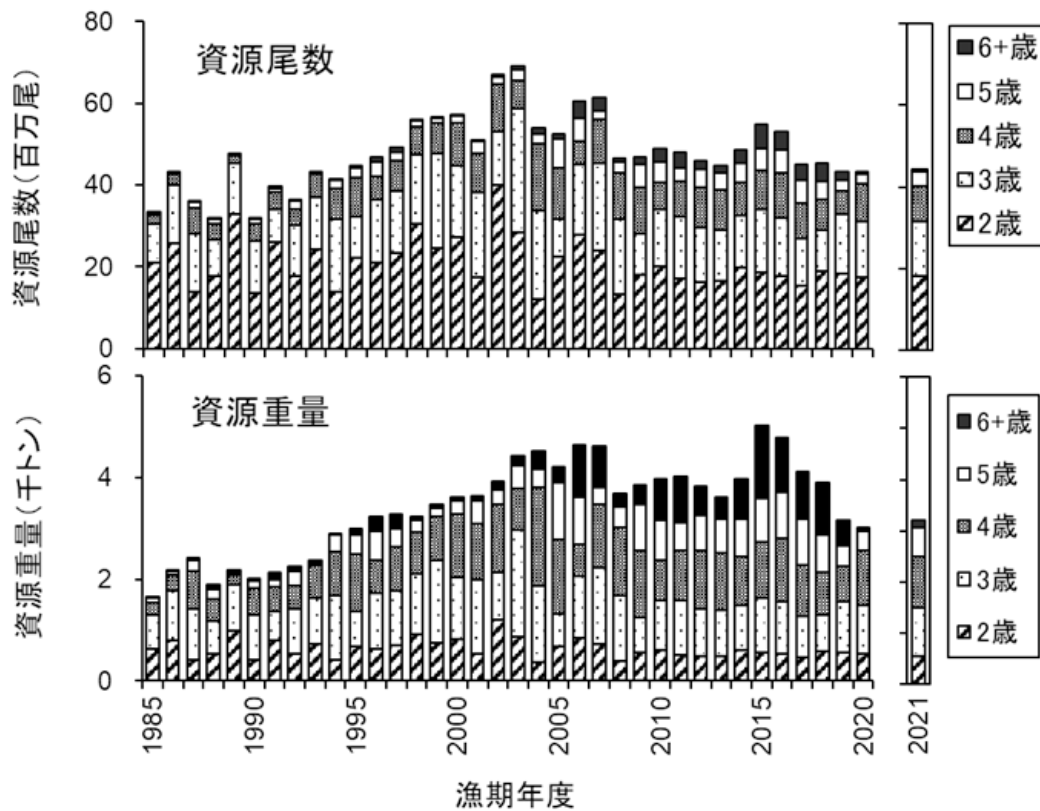 資源尾数
資源尾数(百万尾)
80
60
40
20
0
6+歳
5歳
4歳
3歳
2歳
資源重量
資源重量(千トン)
6
4
2
0
6+歳
5歳
4歳
3歳
2歳
1985
1990
1995
2000
2005
2010
2015
2020
2021
漁期年度